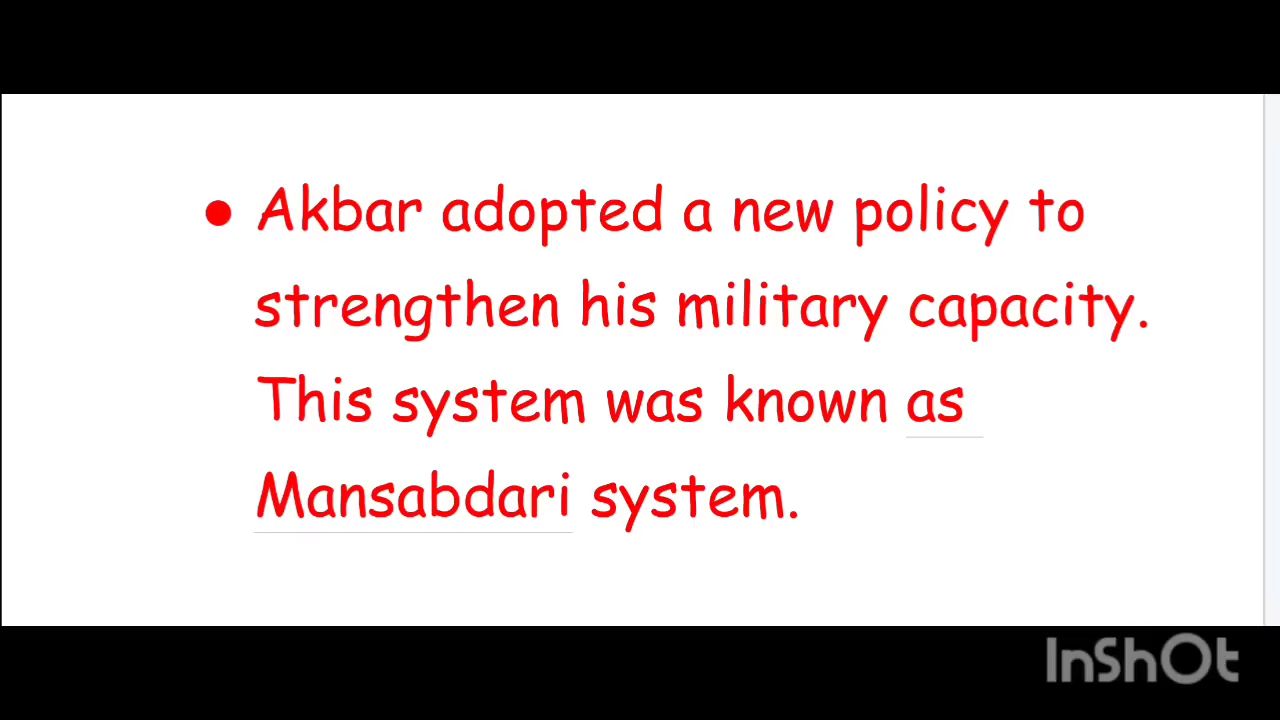 ● Akbar adopted a new policy to
strengthen his military capacity.
This system was known as
Mansabdari system.
InShOt